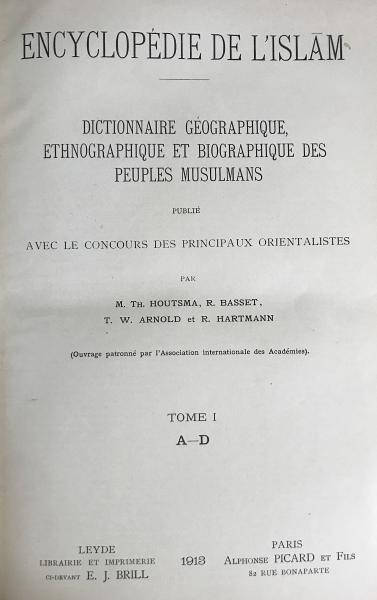 ENCYCLOPÉDIE DE L'ISLĀM
DICTIONNAIRE GÉOGRAPHIQUE,
ETHNOGRAPHIQUE ET BIOGRAPHIQUE DES
PEUPLES MUSULMANS
PUBLIÉ
AVEC LE CONCOURS DES PRINCIPAUX ORIENTALISTES
PAR
M. TH. HOUTSMA, R. BASSET,
T. W. ARNOLD et R. HARTMANN
(Ouvrage patronné par l'Association internationale des Académies).
TOME I
A—D
LEYDE
LIBRAIRIE ET IMPRIMERIE
CI-DEVANT E. J. BRILL
1913
PARIS
ALPHONSE PICARD ET FILS
82 RUE BONAPARTE